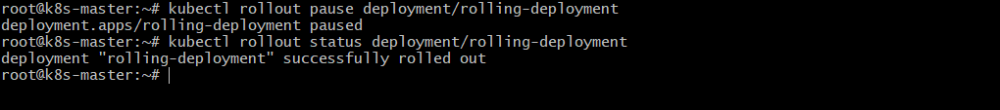 root@k8s-master:~# kubectl rollout pause deployment/rolling-deployment
deployment.apps/rolling-deployment paused
root@k8s-master:~# kubectl rollout status deployment/rolling-deployment
deployment "rolling-deployment" successfully rolled out
root@k8s-master:~#